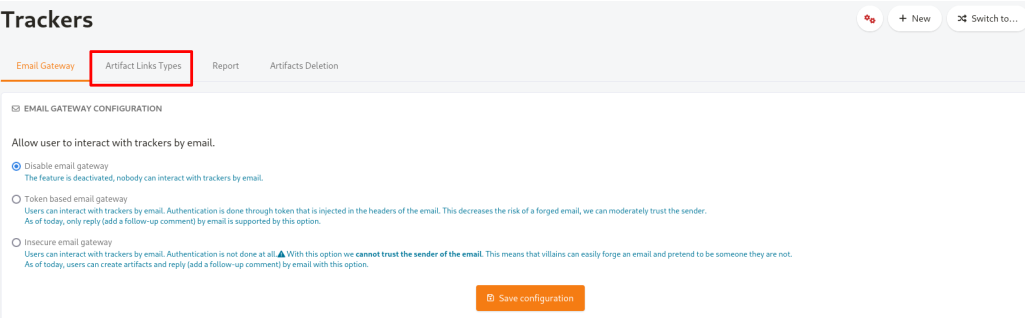 Trackers
+ New
Switch to...
Email Gateway
Artifact Links Types
Report
Artifacts Deletion
EMAIL GATEWAY CONFIGURATION
Allow user to interact with trackers by email.
Disable email gateway
The feature is deactivated, nobody can interact with trackers by email.
Token based email gateway
Users can interact with trackers by email. Authentication is done through token that is injected in the headers of the email. This decreases the risk of a forged email, we can moderately trust the sender.
As of today, only reply (add a follow-up comment) by email is supported by this option.
Insecure email gateway
Users can interact with trackers by email. Authentication is not done at all. With this option we cannot trust the sender of the email. This means that villains can easily forge an email and pretend to be someone they are not.
As of today, users can create artifacts and reply (add a follow-up comment) by email with this option.
Save configuration